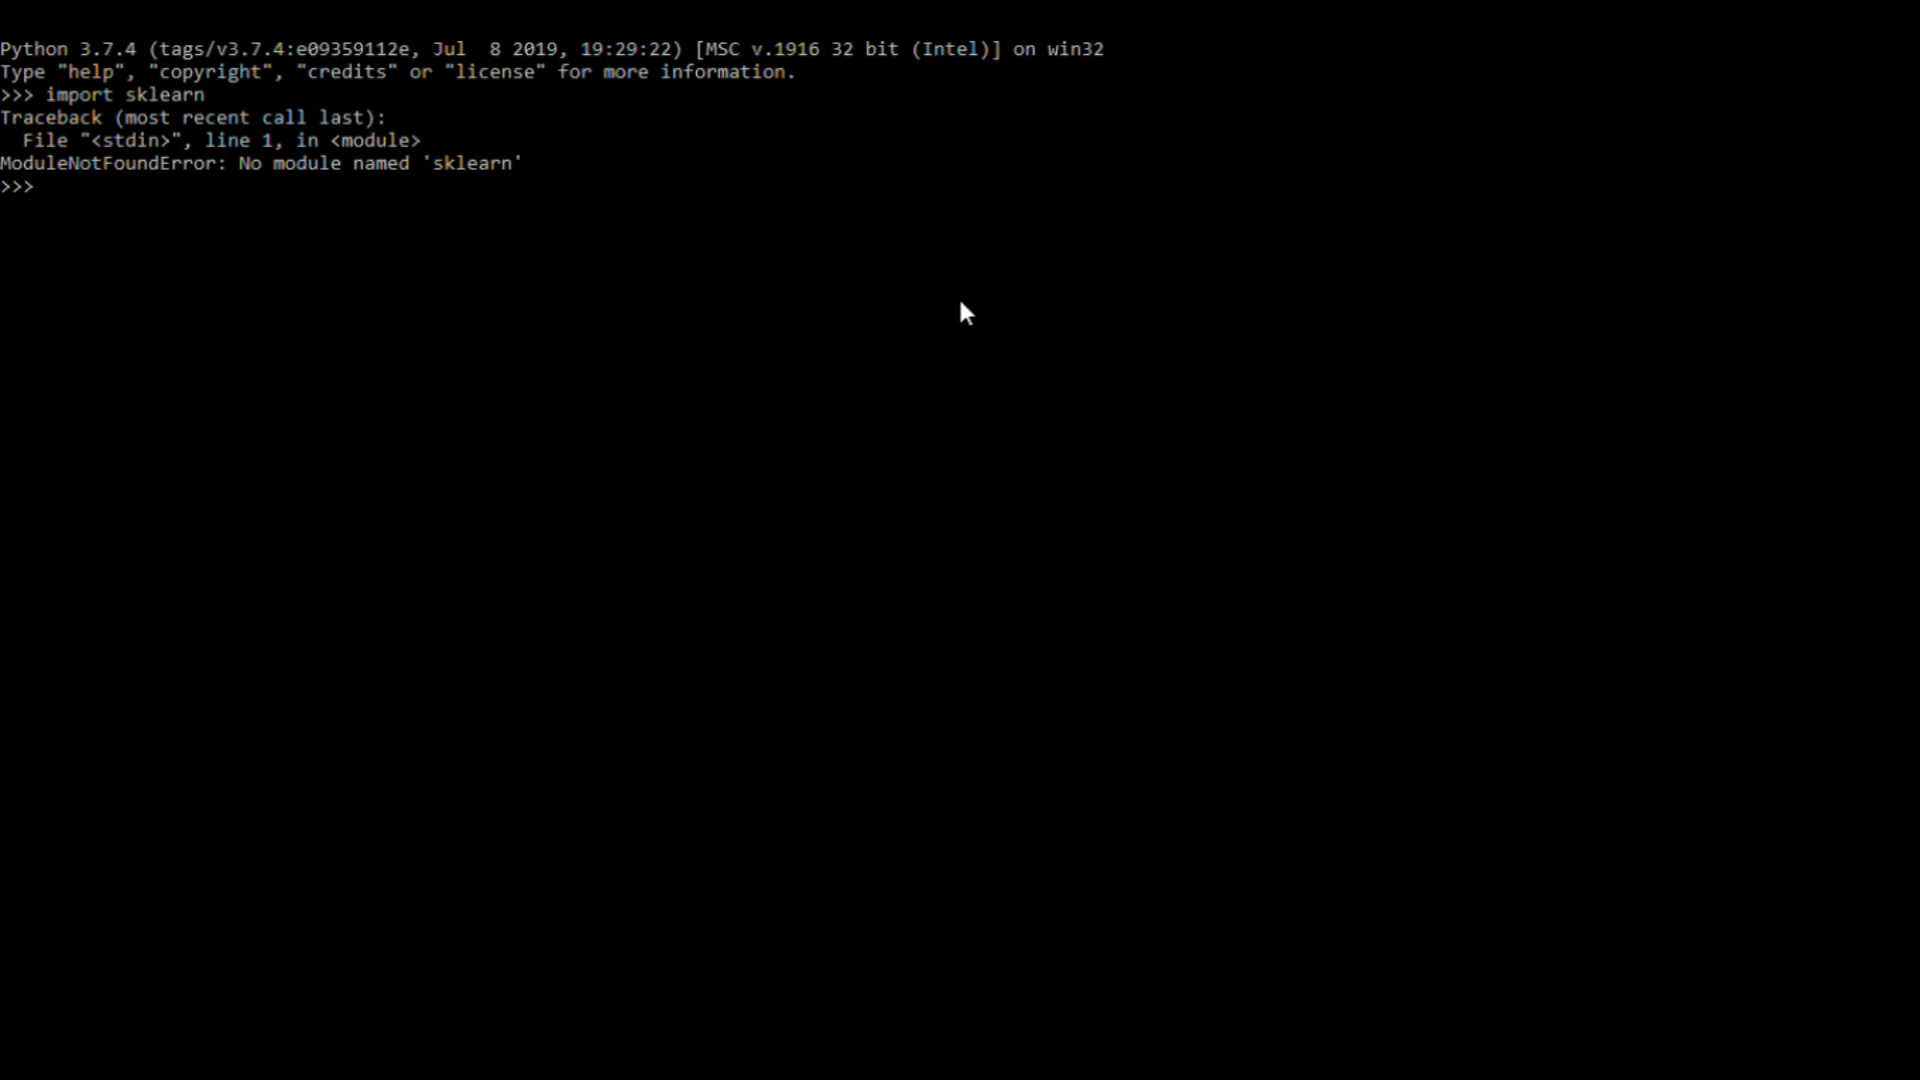 Python 3.7.4 (tags/v3.7.4:e09359112e, Jul  8 2019, 19:29:22) [MSC v.1916 32 bit (Intel)] on win32
Type "help", "copyright", "credits" or "license" for more information.
>>> import sklearn
Traceback (most recent call last):
  File "<stdin>", line 1, in <module>
ModuleNotFoundError: No module named 'sklearn'
>>>